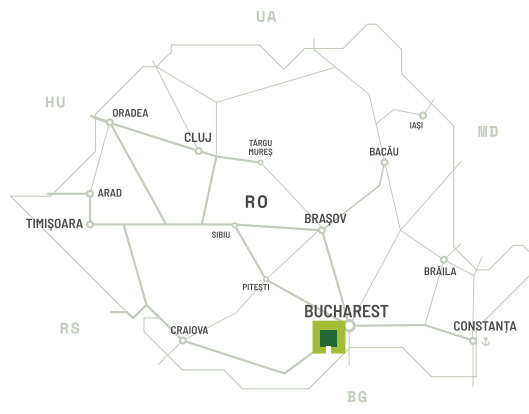 UA
HU
ORADEA
CLUJ
TÂRGU
MUREȘ
IAȘI
MD
BACĂU
ARAD
RO
TIMIȘOARA
BRAȘOV
SIBIU
BRĂILA
PITEȘTI
BUCHAREST
RS
CRAIOVA
CONSTANȚA
BG